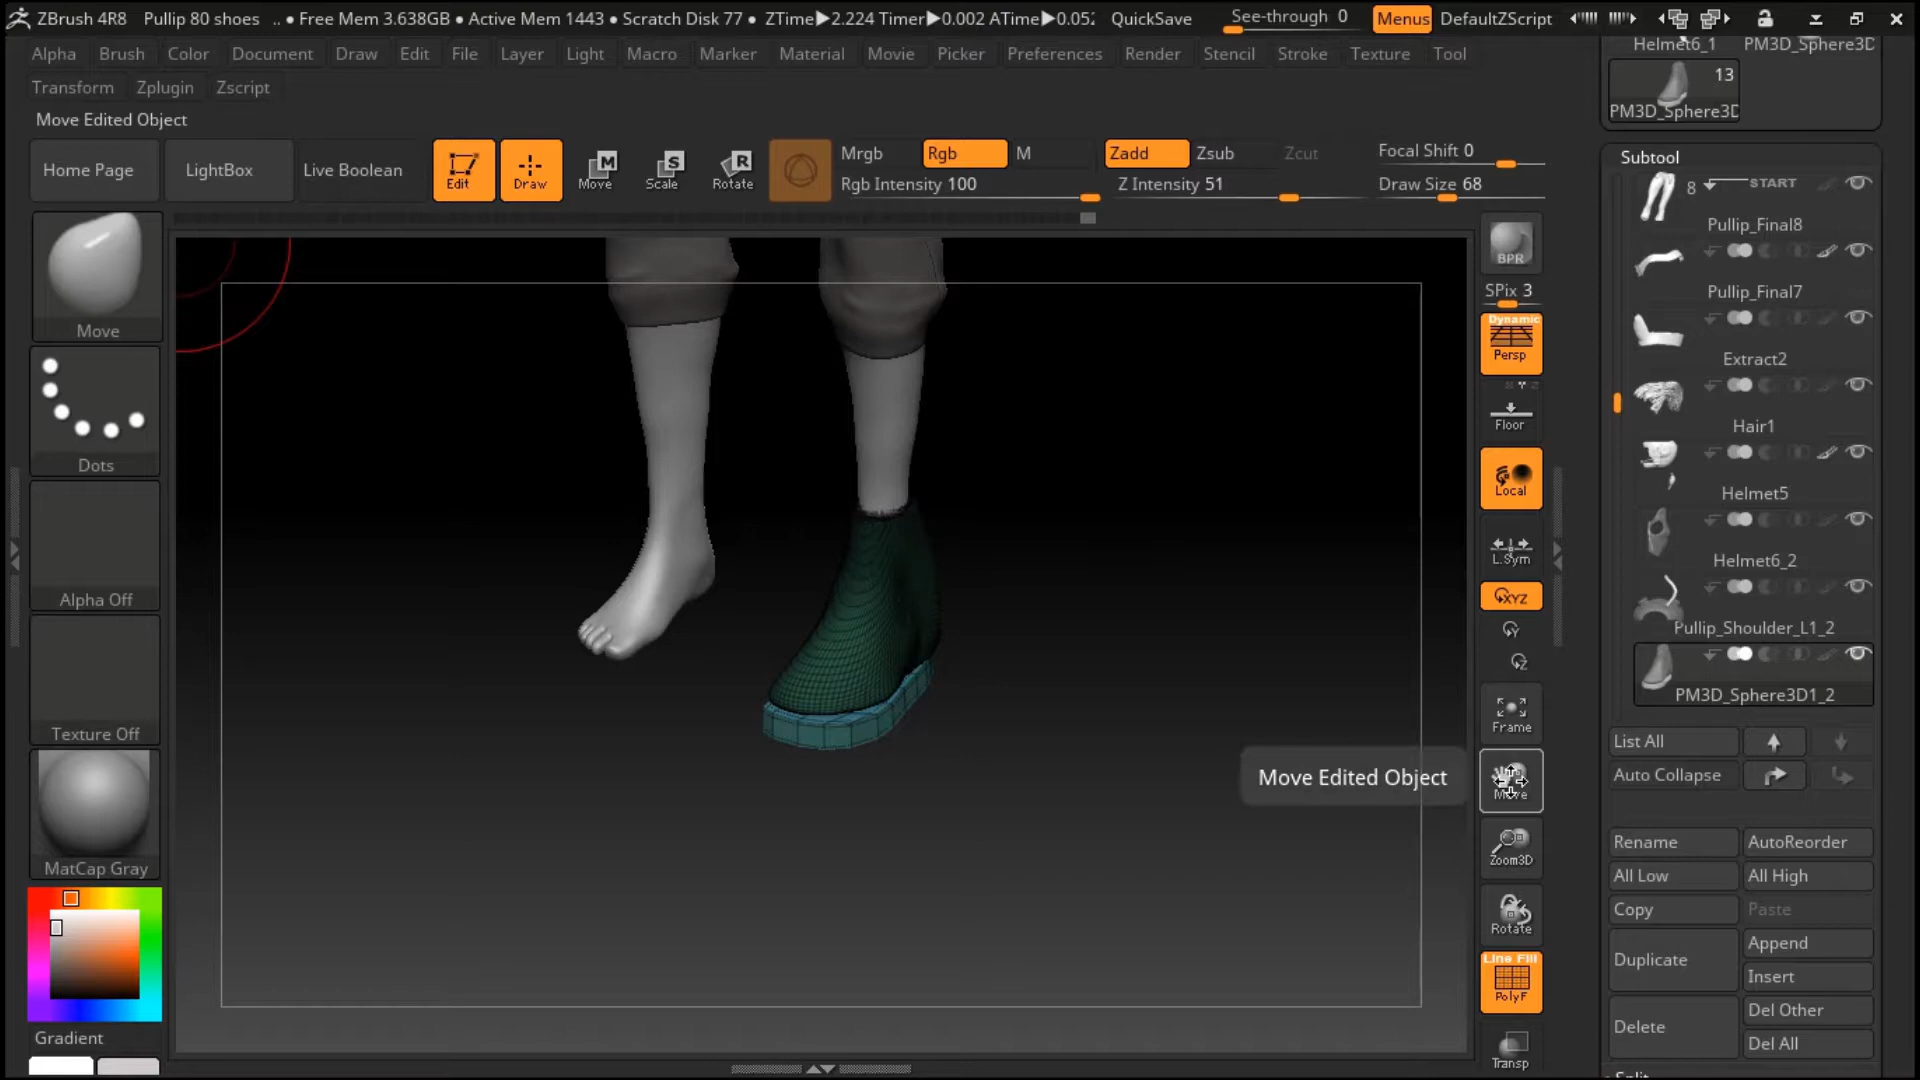 ZBrush 4R8 Pullip 80 shoes .. ● Free Mem 3.638GB ● Active Mem 1443 ● Scratch Disk 77 ● ZTime▶2.224 Timer▶0.002 ATime▶0.052 QuickSave See-through 0 Menus DefaultZScript
Alpha Brush Color Document Draw Edit File Layer Light Macro Marker Material Movie Picker Preferences Render Stencil Stroke Texture Tool
Transform Zplugin Zscript
Move Edited Object
Home Page LightBox Live Boolean Edit Draw Move Scale Rotate
M S R
Mrgb Rgb M Zadd Zsub Zcut Focal Shift 0
Rgb Intensity 100 Z Intensity 51 Draw Size 68
Move
Dots
Alpha Off
Texture Off
MatCap Gray
Gradient
Move Edited Object
BPR
SPix 3
Dynamic
Persp
Floor
Local
L.Sym
XYZ
Y
Z
Frame
Move
Zoom3D
Rotate
Line Fill
PolyF
Transp
Helmet6_1 PM3D_Sphere3D
13
PM3D_Sphere3D
Subtool
8 START
Pullip_Final8
Pullip_Final7
Extract2
Hair1
Helmet5
Helmet6_2
Pullip_Shoulder_L1_2
PM3D_Sphere3D1_2
List All
Auto Collapse
Rename AutoReorder
All Low All High
Copy Paste
Duplicate Append
Insert
Delete Del Other
Del All
Split